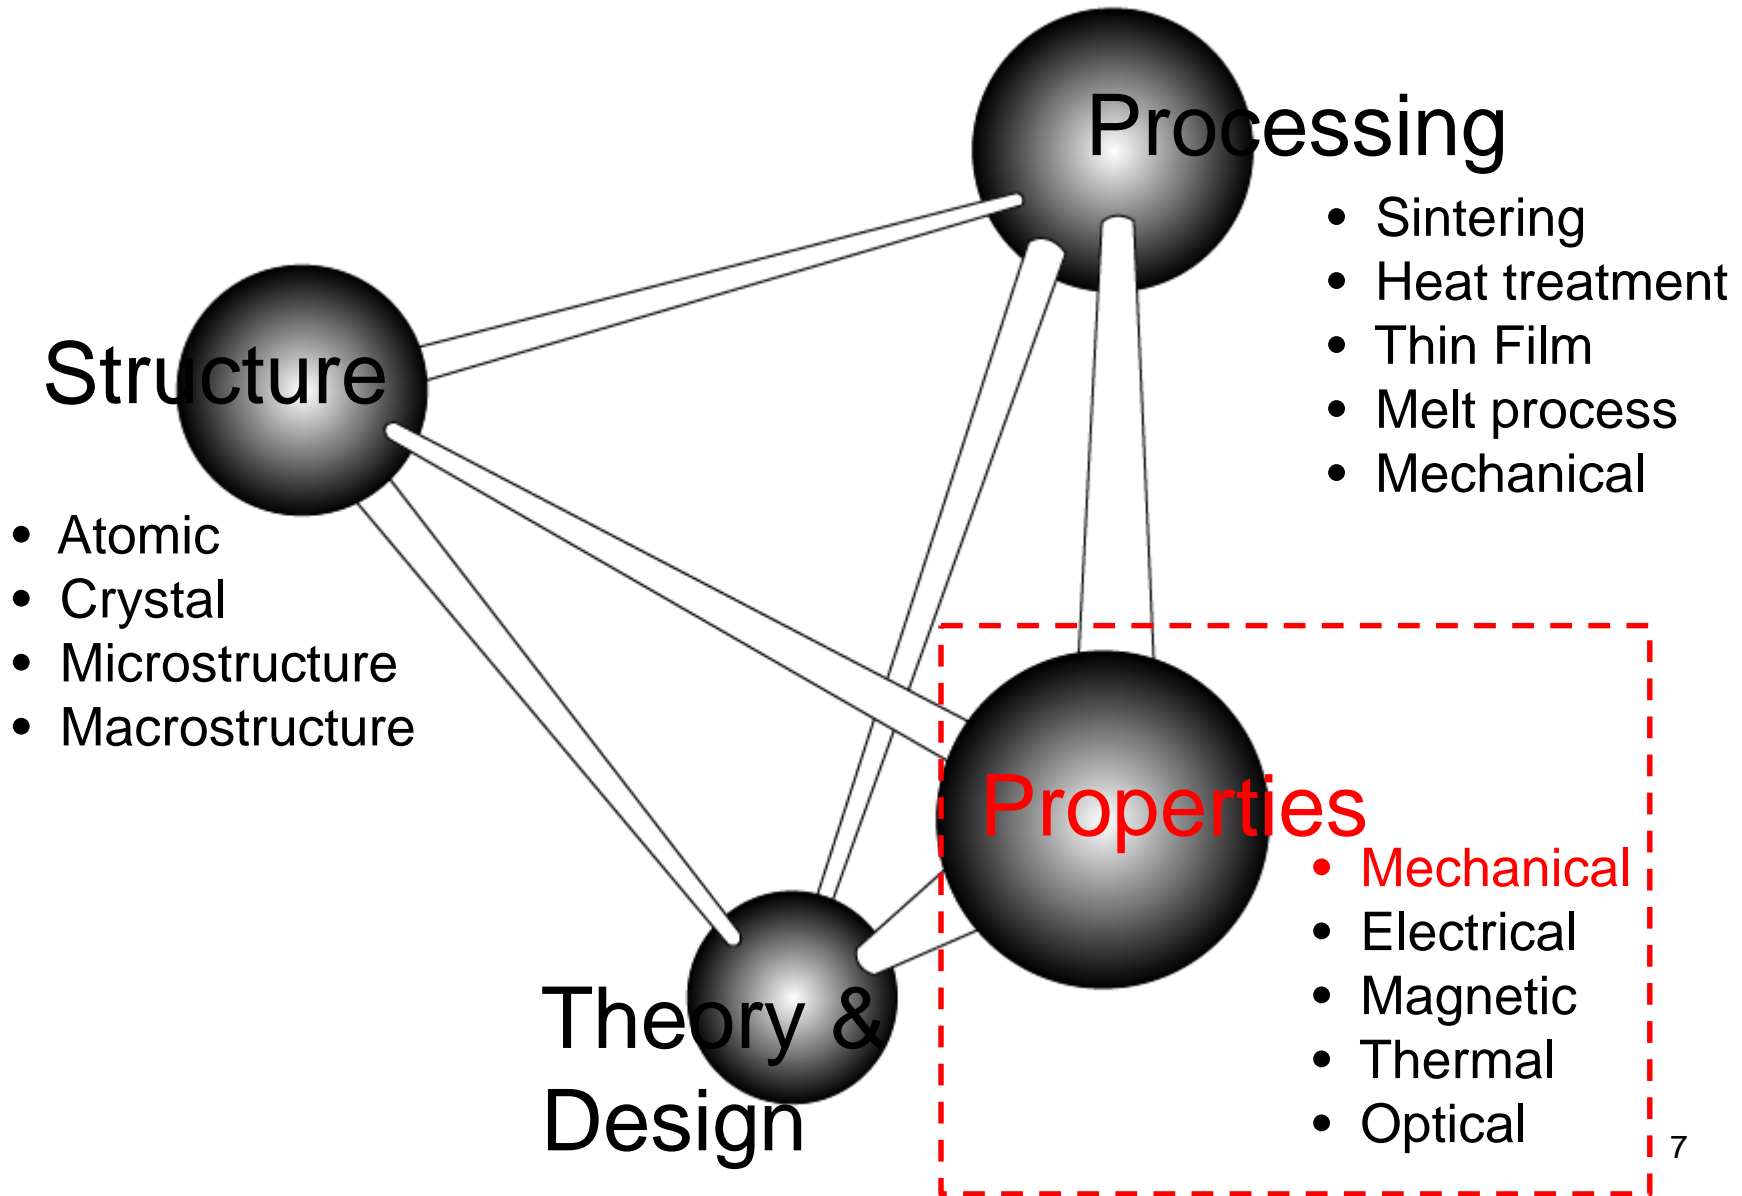 Processing
• Sintering
• Heat treatment
• Thin Film
• Melt process
• Mechanical
Structure
• Atomic
• Crystal
• Microstructure
• Macrostructure
Properties
• Mechanical
• Electrical
• Magnetic
• Thermal
• Optical
Theory &
Design
7